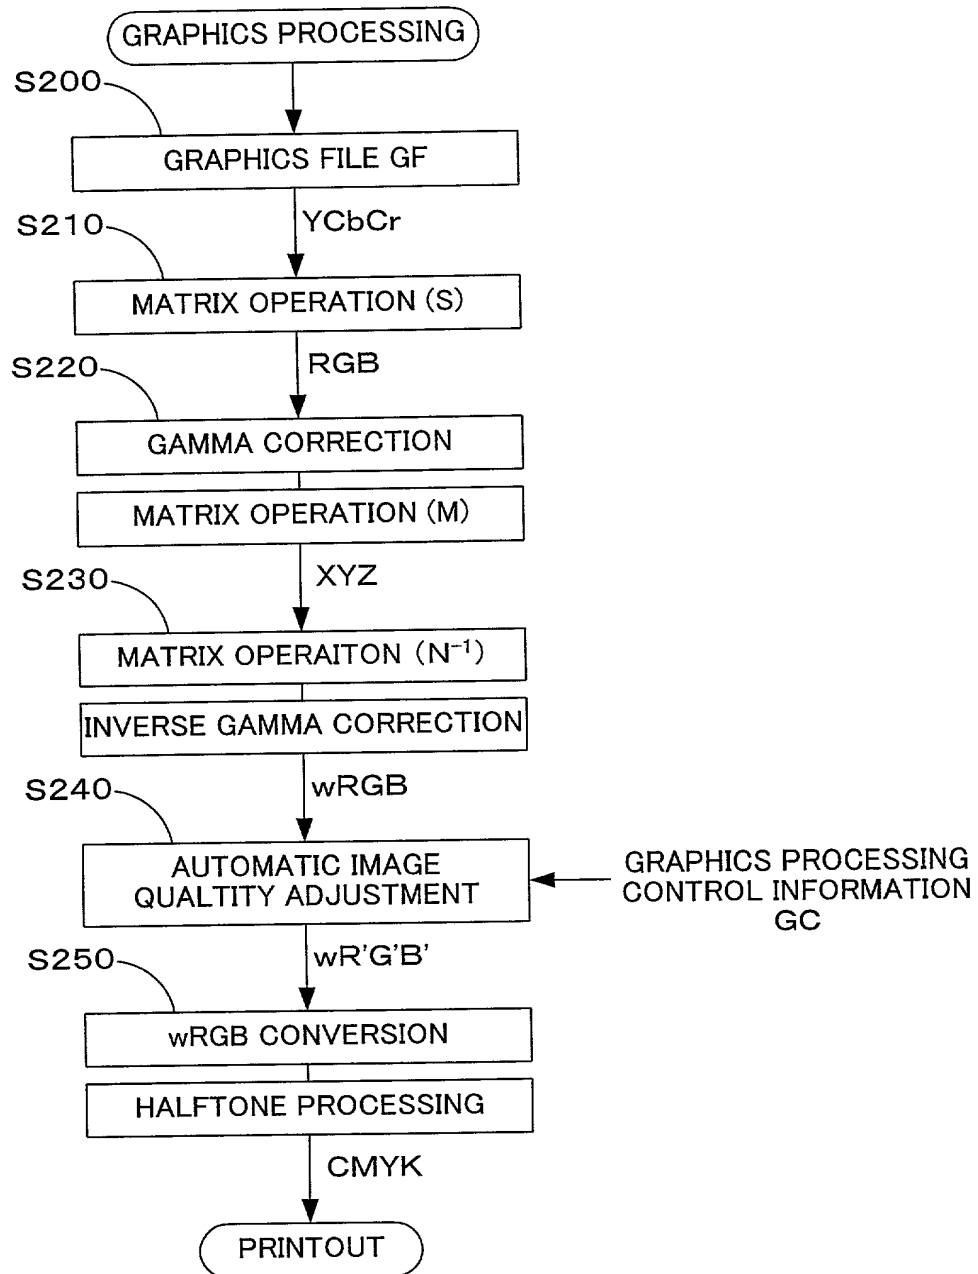 GRAPHICS PROCESSING
S200
GRAPHICS FILE GF
YCbCr
S210
MATRIX OPERATION (S)
RGB
S220
GAMMA CORRECTION
MATRIX OPERATION (M)
XYZ
S230
MATRIX OPERAITON (N⁻¹)
INVERSE GAMMA CORRECTION
wRGB
S240
AUTOMATIC IMAGE
QUALTITY ADJUSTMENT
GRAPHICS PROCESSING
CONTROL INFORMATION
GC
wR'G'B'
S250
wRGB CONVERSION
HALFTONE PROCESSING
CMYK
PRINTOUT